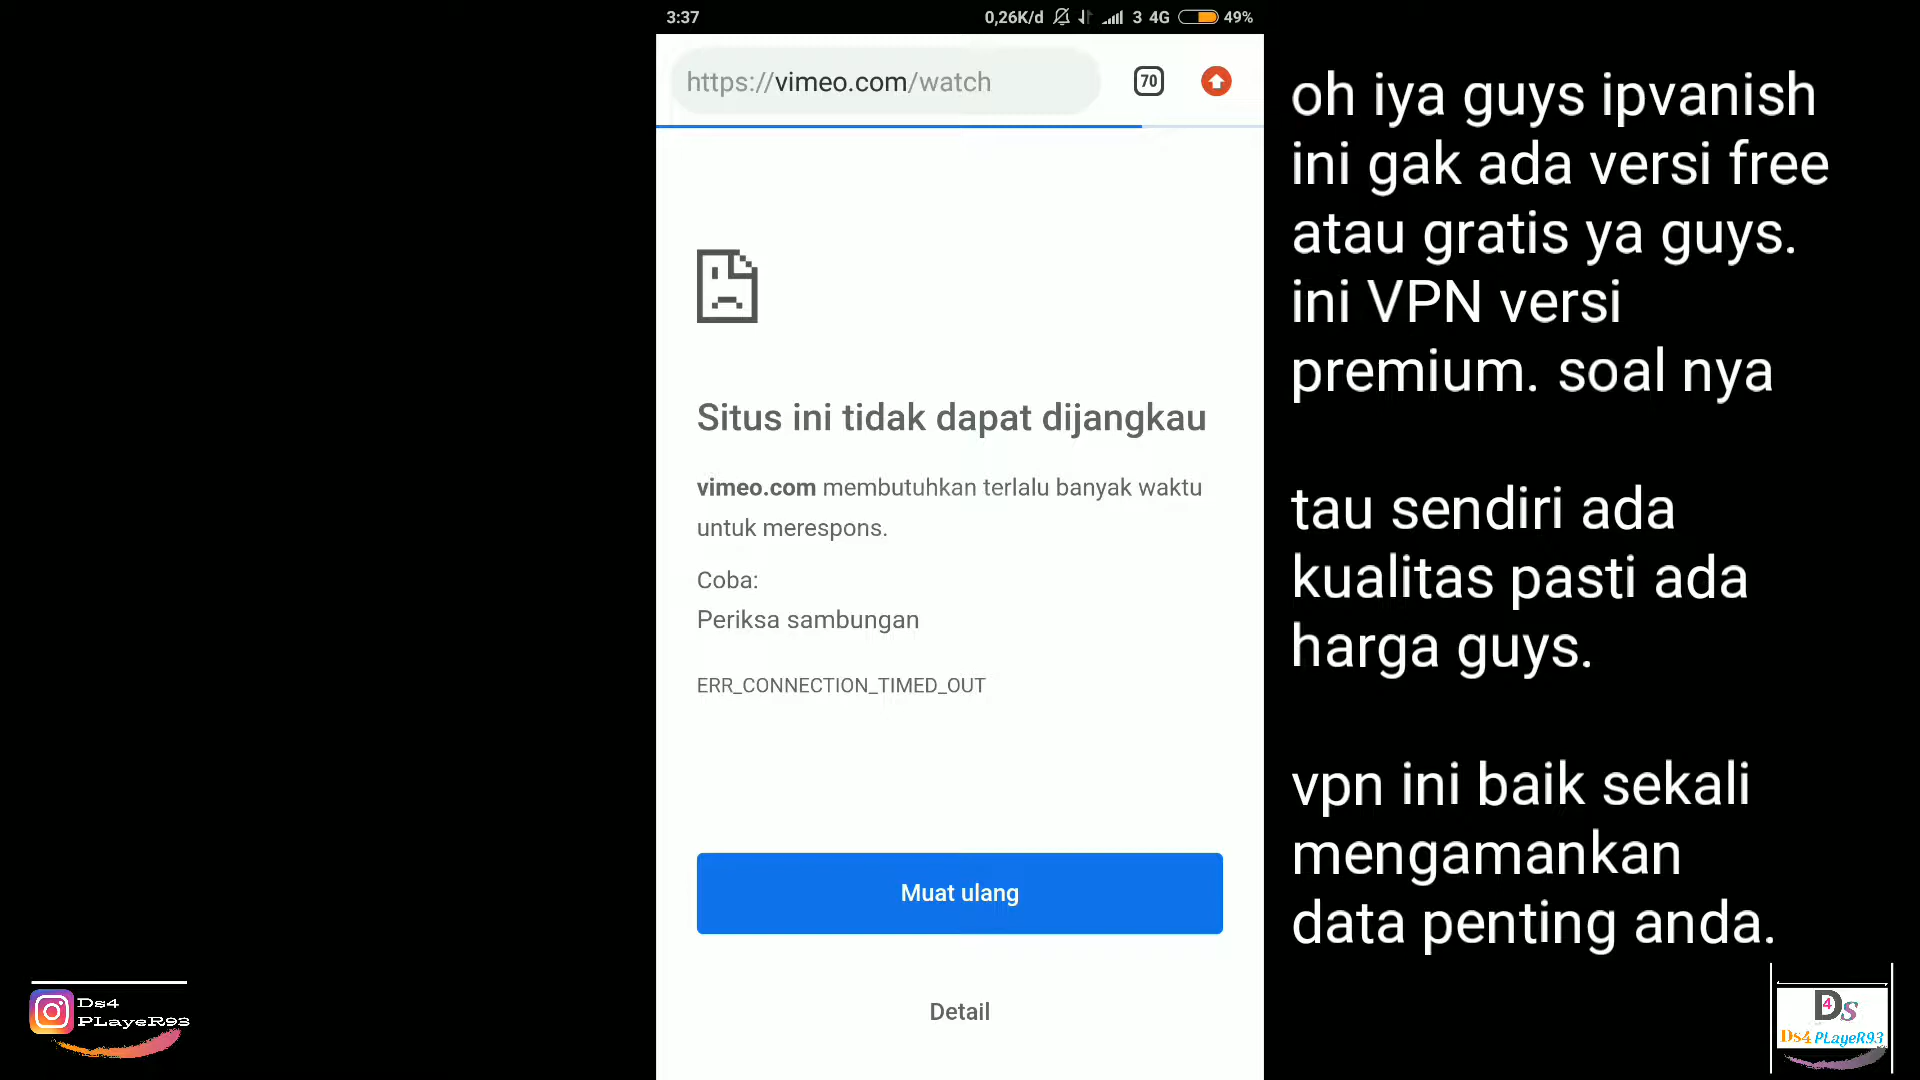 3:37
0,26K/d 3 4G 49%
https://vimeo.com/watch
70
Situs ini tidak dapat dijangkau
vimeo.com membutuhkan terlalu banyak waktu
untuk merespons.
Coba:
Periksa sambungan
ERR_CONNECTION_TIMED_OUT
Muat ulang
Detail
oh iya guys ipvanish
ini gak ada versi free
atau gratis ya guys.
ini VPN versi
premium. soal nya
tau sendiri ada
kualitas pasti ada
harga guys.
vpn ini baik sekali
mengamankan
data penting anda.
Ds4
PLayeR93
D4s
Ds4 PLayeR93